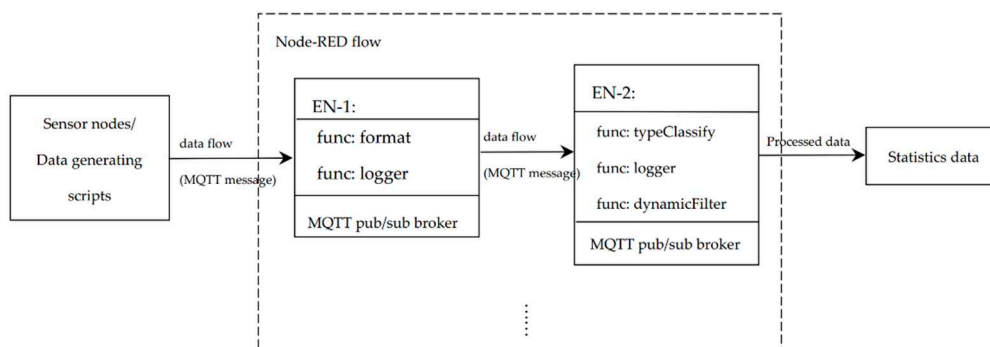 Node-RED flow
Sensor nodes/
Data generating
scripts
data flow
(MQTT message)
EN-1:
func: format
func: logger
MQTT pub/sub broker
data flow
(MQTT message)
EN-2:
func: typeClassify
func: logger
func: dynamicFilter
MQTT pub/sub broker
Processed data
Statistics data